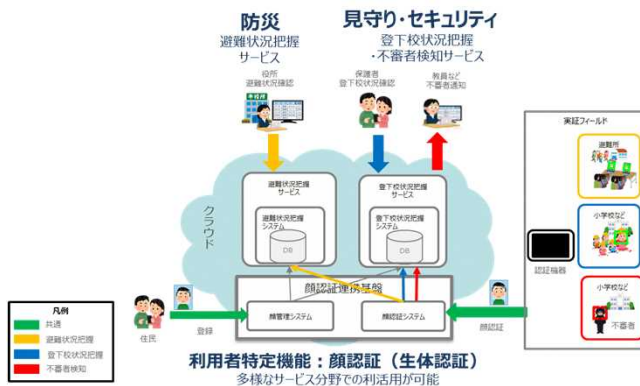 防災
避難状況把握
サービス
役所
避難状況確認
見守り・セキュリティ
登下校状況把握
・不審者検知サービス
保護者
登下校状況確認
教員など
不審者通知
実証フィールド
避難所
小学校など
小学校など
不審者
認証機器
クラウド
避難状況把握
サービス
避難状況把握
システム
DB
登下校状況把握
サービス
登下校状況把握
システム
DB
顔認証連携基盤
顔管理システム
顔認証システム
住民
登録
顔認証
凡例
共通
避難状況把握
登下校状況把握
不審者検知
利用者特定機能：顔認証（生体認証）
多様なサービス分野での利活用が可能